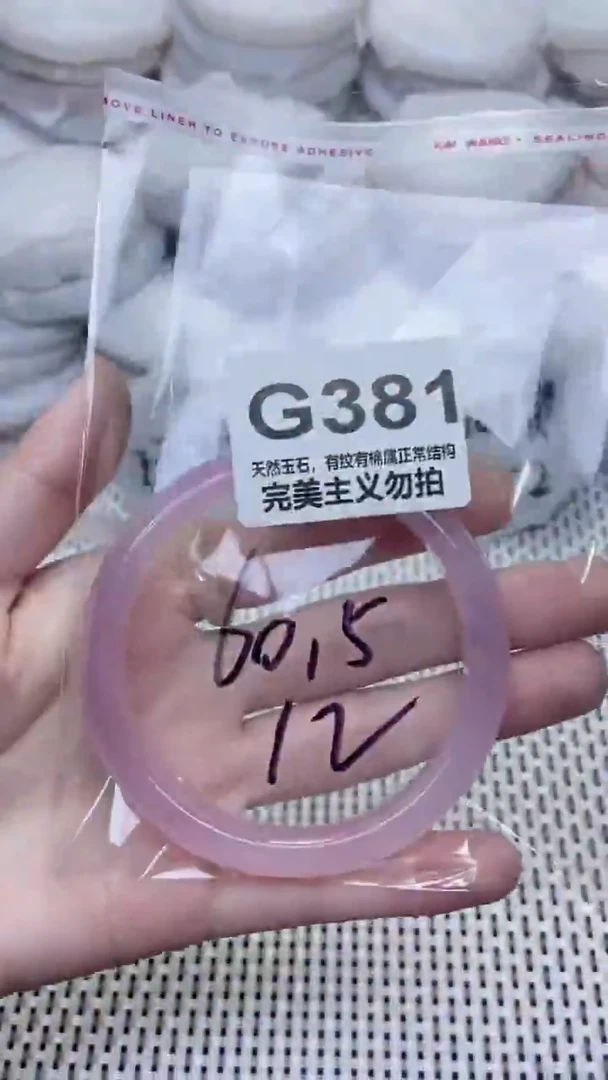 MOVE LINER TO EXPOSE ADHESIVE
SEALING
G381
天然玉石，有纹有棉属正常结构
完美主义勿拍
60.5
12